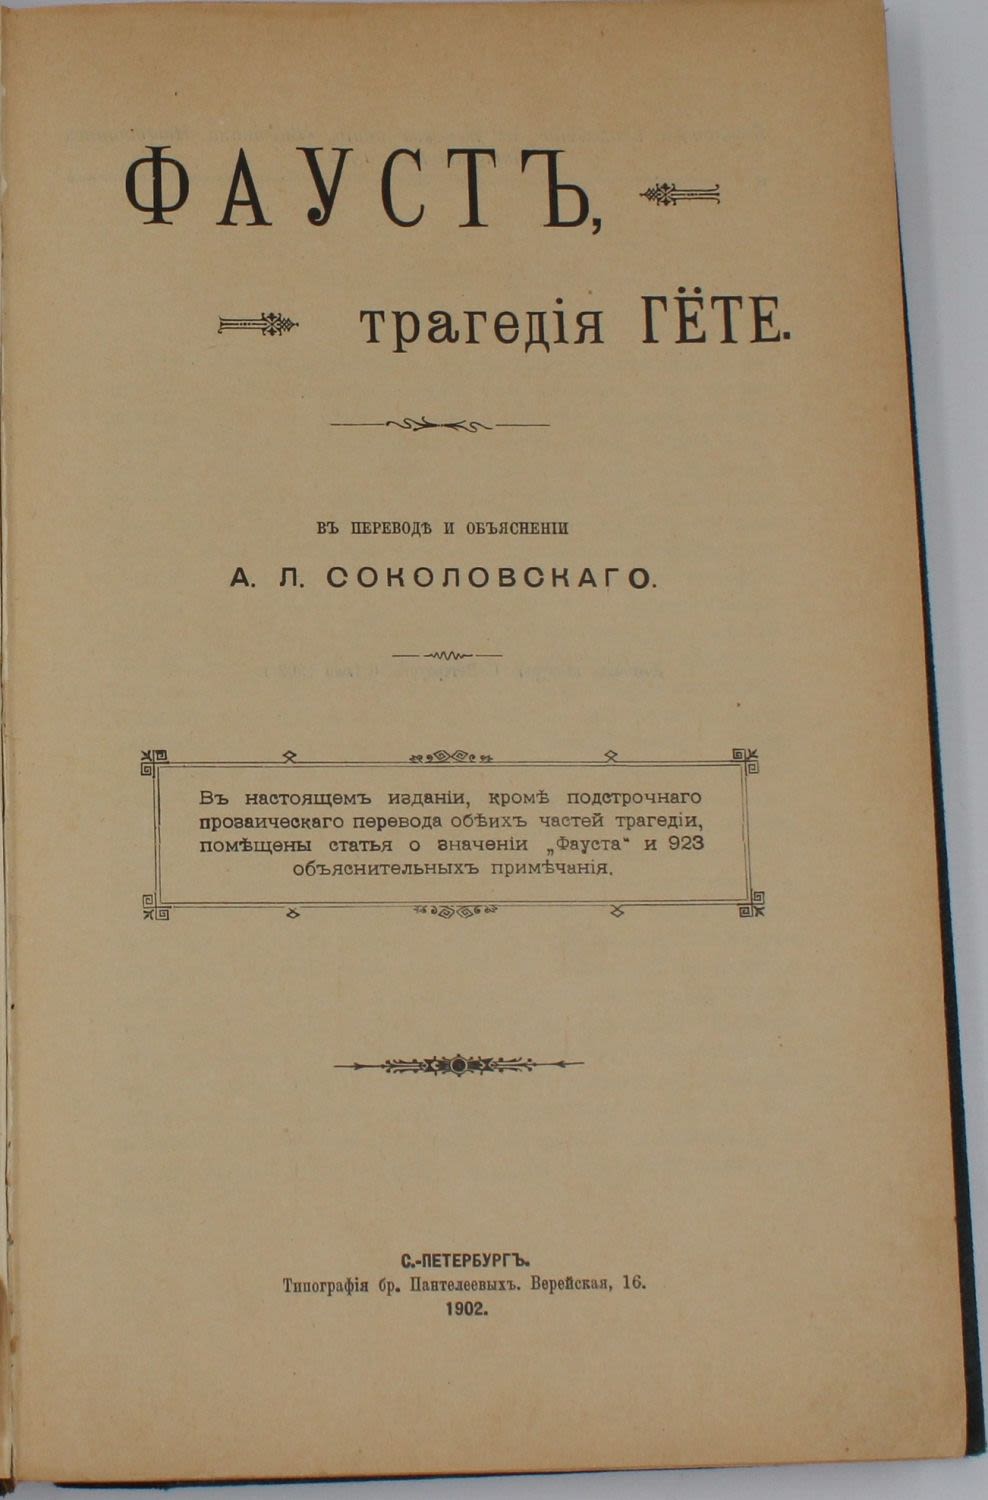 ФАУСТЪ,
трагедія ГЁТЕ.
ВЪ ПЕРЕВОДѢ И ОБЪЯСНЕНІИ
А. Л. СОКОЛОВСКАГО.
Въ настоящемъ изданіи, кромѣ подстрочнаго
прозаическаго перевода обѣихъ частей трагедіи,
помѣщены статья о значеніи „Фауста“ и 923
объяснительныхъ примѣчанія.
С.-ПЕТЕРБУРГЪ.
Типографія бр. Пантелеевыхъ. Верейская, 16.
1902.